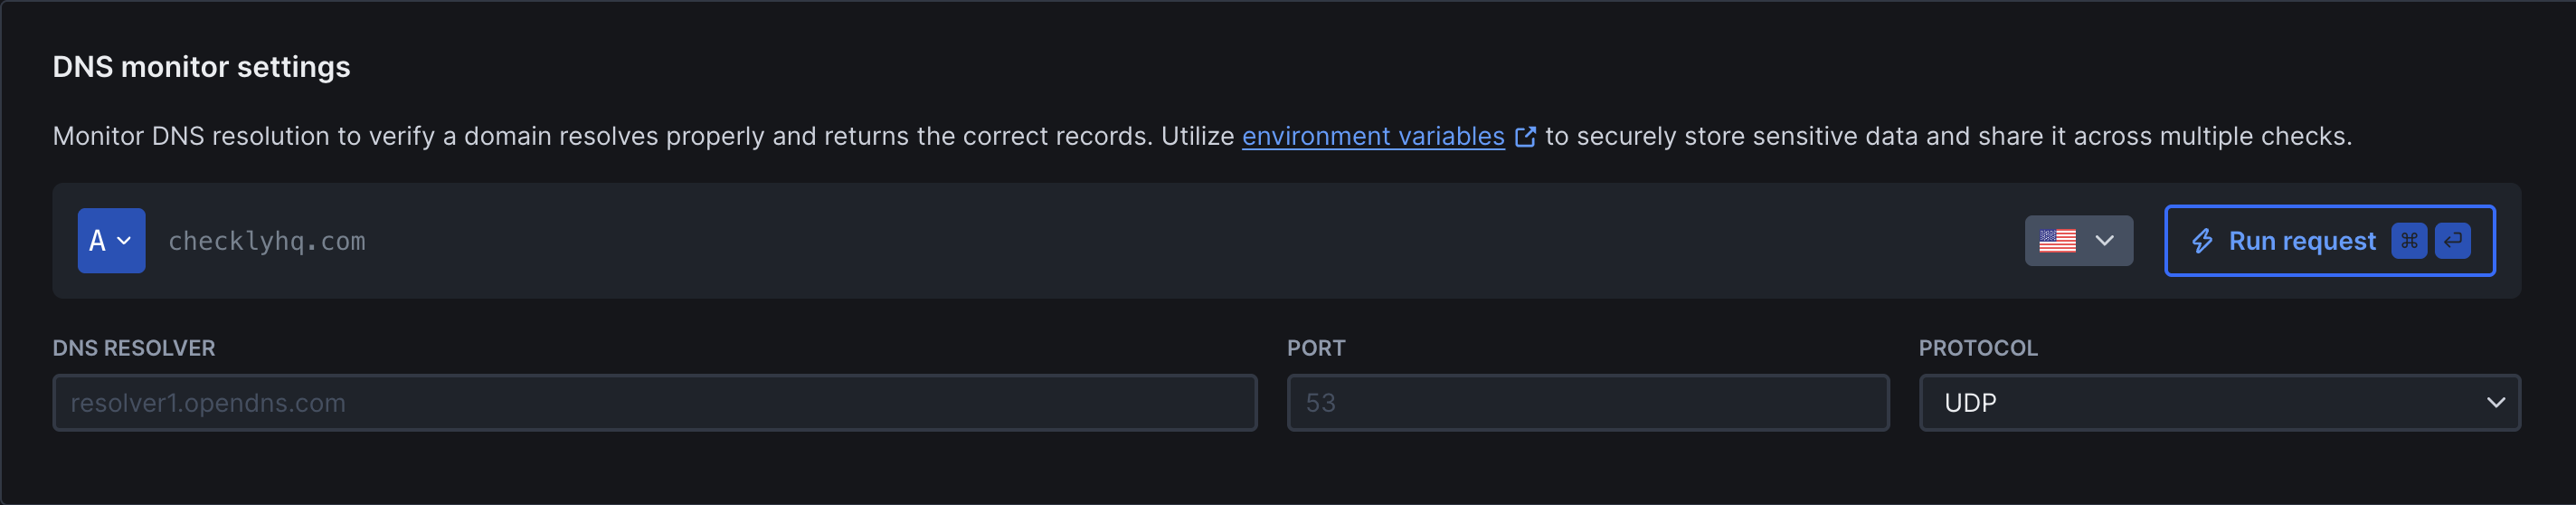 DNS monitor settings
Monitor DNS resolution to verify a domain resolves properly and returns the correct records. Utilize environment variables to securely store sensitive data and share it across multiple checks.
A checklyhq.com Run request ⌘ ↵
DNS RESOLVER PORT PROTOCOL
resolver1.opendns.com 53 UDP